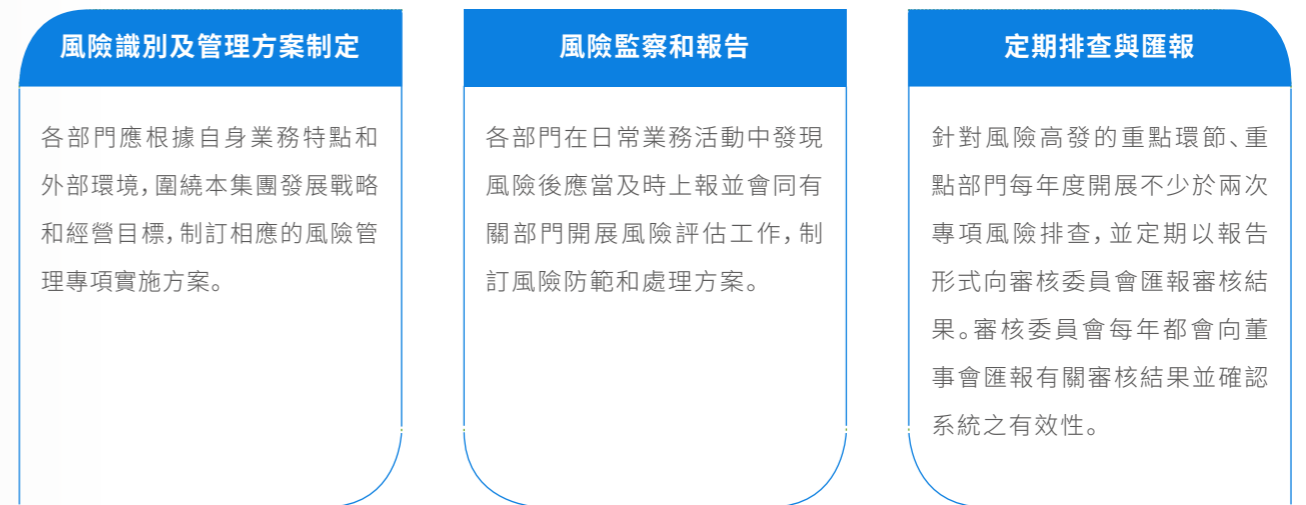 風險識別及管理方案制定
各部門應根據自身業務特點和
外部環境，圍繞本集團發展戰略
和經營目標，制訂相應的風險管
理專項實施方案。
風險監察和報告
各部門在日常業務活動中發現
風險後應當及時上報並會同有
關部門開展風險評估工作，制
訂風險防範和處理方案。
定期排查與匯報
針對風險高發的重點環節、重
點部門每年度開展不少於兩次
專項風險排查，並定期以報告
形式向審核委員會匯報審核結
果。審核委員會每年都會向董
事會匯報有關審核結果並確認
系統之有效性。